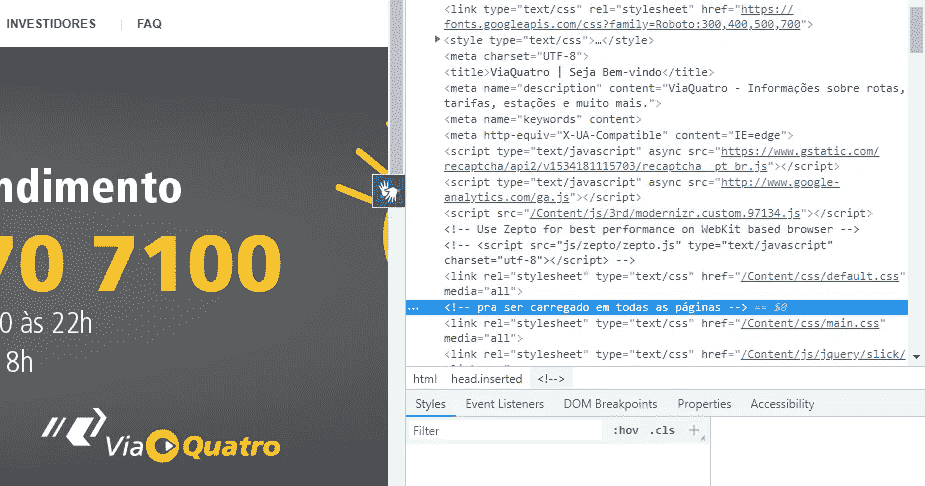 INVESTIDORES
FAQ
ndimento
70 7100
0 às 22h
8h
ViaQuatro
<link type="text/css" rel="stylesheet" href="https://
fonts.googleapis.com/css?family=Roboto:300,400,500,700">
<style type="text/css">…</style>
<meta charset="UTF-8">
<title>ViaQuatro | Seja Bem-vindo</title>
<meta name="description" content="ViaQuatro - Informações sobre rotas,
tarifas, estações e muito mais.">
<meta name="keywords" content>
<meta http-equiv="X-UA-Compatible" content="IE=edge">
<script type="text/javascript" async src="https://www.gstatic.com/
recaptcha/api2/v1534181115703/recaptcha__pt_br.js"></script>
<script type="text/javascript" async src="http://www.google-
analytics.com/ga.js"></script>
<script src="/Content/js/3rd/modernizr.custom.97134.js"></script>
<!-- Use Zepto for best performance on WebKit based browser -->
<!-- <script src="js/zepto/zepto.js" type="text/javascript"
charset="utf-8"></script> -->
<link rel="stylesheet" type="text/css" href="/Content/css/default.css"
media="all">
… <!-- pra ser carregado em todas as páginas --> == $0
<link rel="stylesheet" type="text/css" href="/Content/css/main.css"
media="all">
<link rel="stylesheet" type="text/css" href="/Content/js/jquery/slick/
html head.inserted <!-->
Styles Event Listeners DOM Breakpoints Properties Accessibility
Filter :hov .cls +